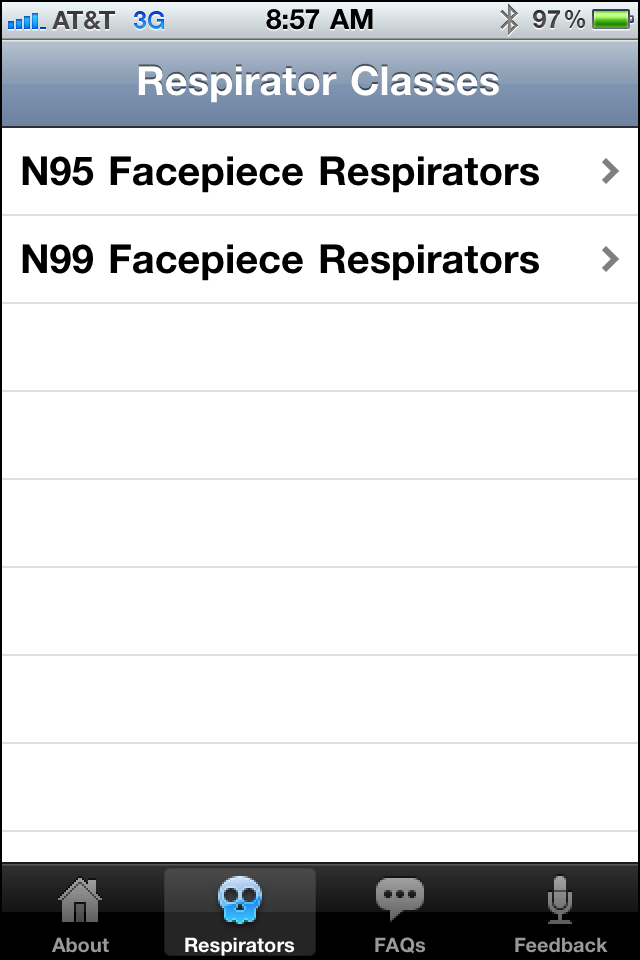 AT&T 3G 8:57 AM 97%
Respirator Classes
N95 Facepiece Respirators
N99 Facepiece Respirators
About Respirators FAQs Feedback